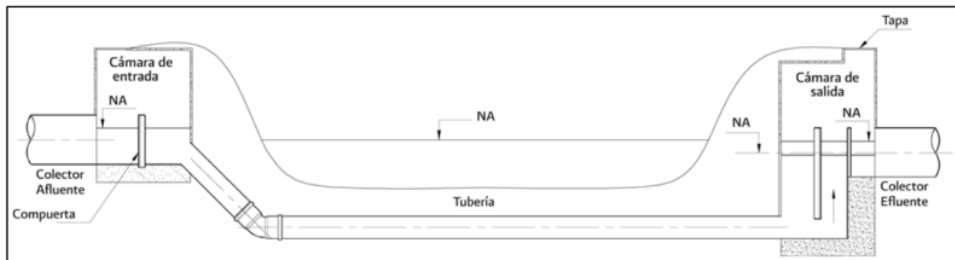 Tapa
Cámara de
entrada
Cámara de
salida
NA
NA
NA
NA
Colector
Afluente
Compuerta
Tubería
Colector
Efluente